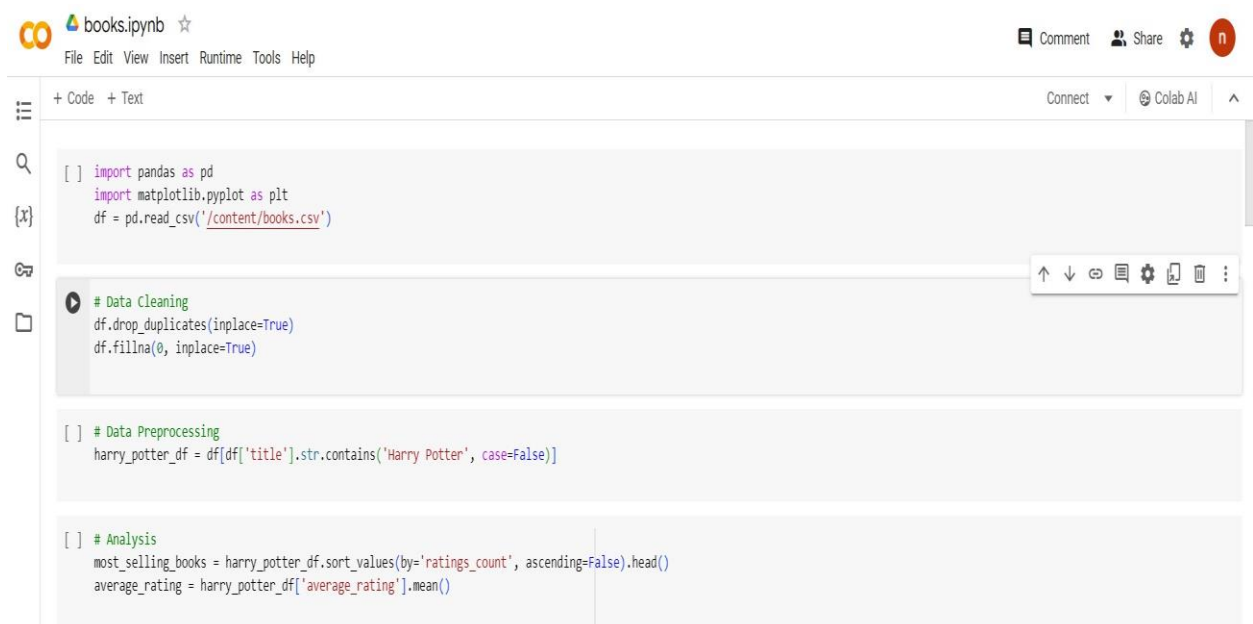 books.ipynb
Comment Share n
File Edit View Insert Runtime Tools Help
+ Code + Text Connect Colab AI
[ ] import pandas as pd
import matplotlib.pyplot as plt
df = pd.read_csv('/content/books.csv')
{x}
# Data Cleaning
df.drop_duplicates(inplace=True)
df.fillna(0, inplace=True)
[ ] # Data Preprocessing
harry_potter_df = df[df['title'].str.contains('Harry Potter', case=False)]
[ ] # Analysis
most_selling_books = harry_potter_df.sort_values(by='ratings_count', ascending=False).head()
average_rating = harry_potter_df['average_rating'].mean()